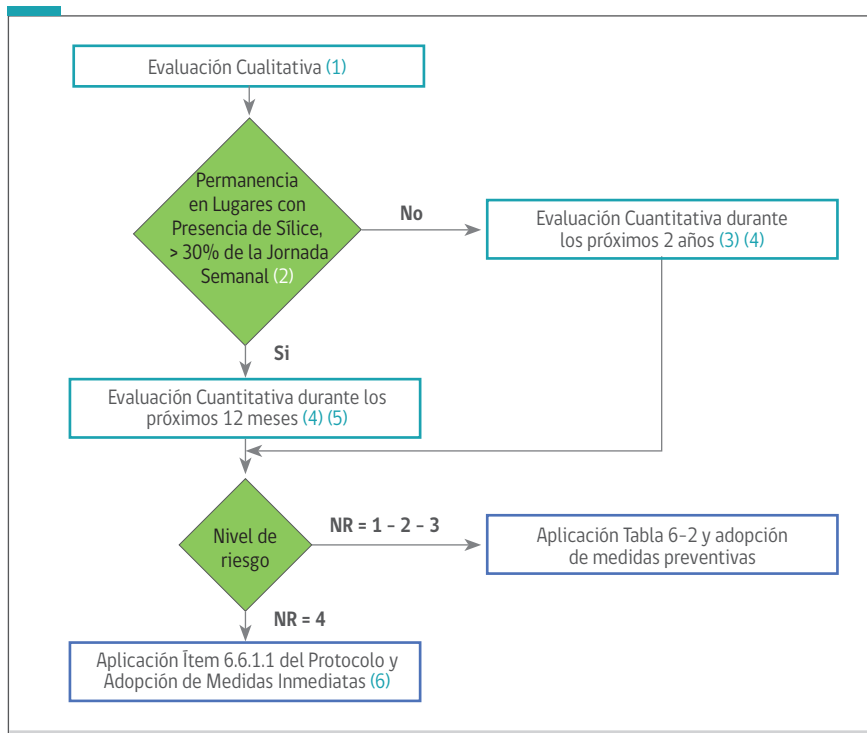 Evaluación Cualitativa (1)
Permanencia
en Lugares con
Presencia de Sílice,
> 30% de la Jornada
Semanal (2)
No
Evaluación Cuantitativa durante
los próximos 2 años (3) (4)
Si
Evaluación Cuantitativa durante los
próximos 12 meses (4) (5)
Nivel de
riesgo
NR = 1 – 2 – 3
Aplicación Tabla 6-2 y adopción
de medidas preventivas
NR = 4
Aplicación Ítem 6.6.1.1 del Protocolo y
Adopción de Medidas Inmediatas (6)